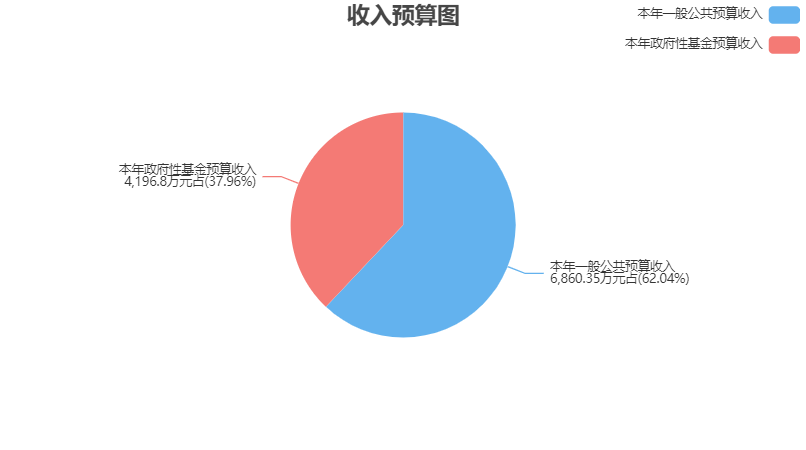 收入预算图
本年一般公共预算收入
本年政府性基金预算收入
本年政府性基金预算收入
4,196.8万元占(37.96%)
本年一般公共预算收入
6,860.35万元占(62.04%)